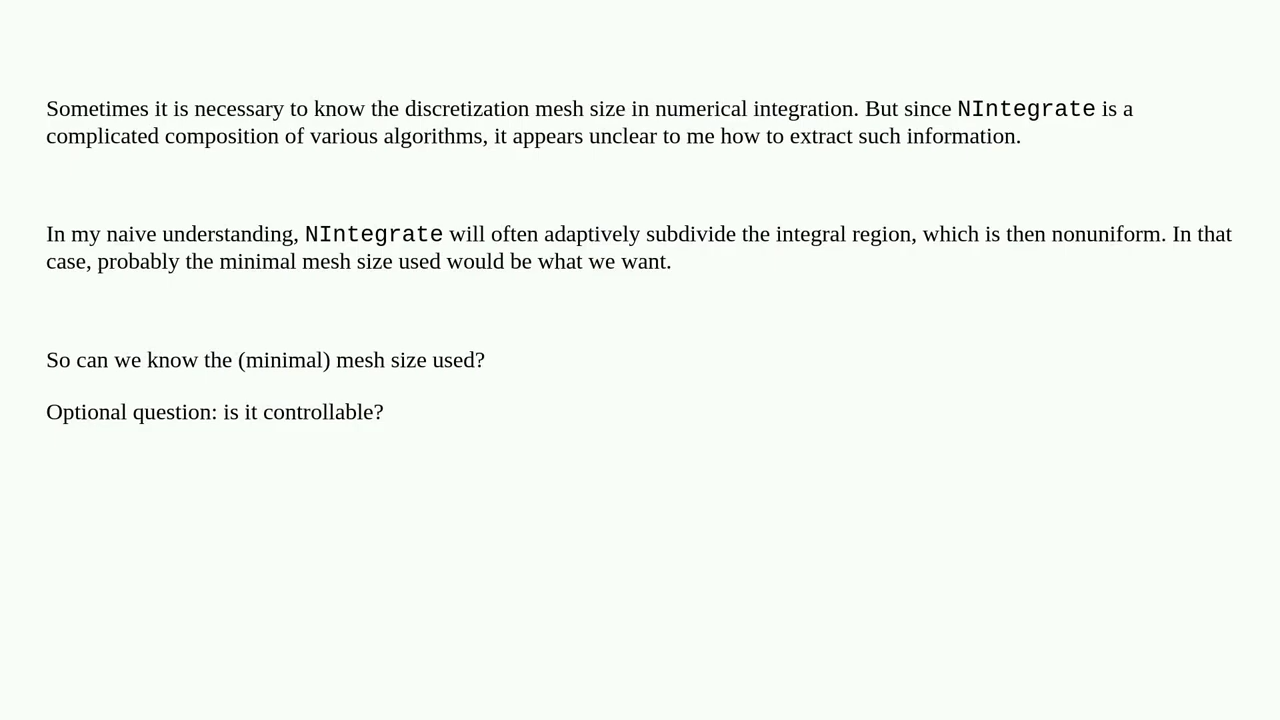 Sometimes it is necessary to know the discretization mesh size in numerical integration. But since NIntegrate is a
complicated composition of various algorithms, it appears unclear to me how to extract such information.
In my naive understanding, NIntegrate will often adaptively subdivide the integral region, which is then nonuniform. In that
case, probably the minimal mesh size used would be what we want.
So can we know the (minimal) mesh size used?
Optional question: is it controllable?